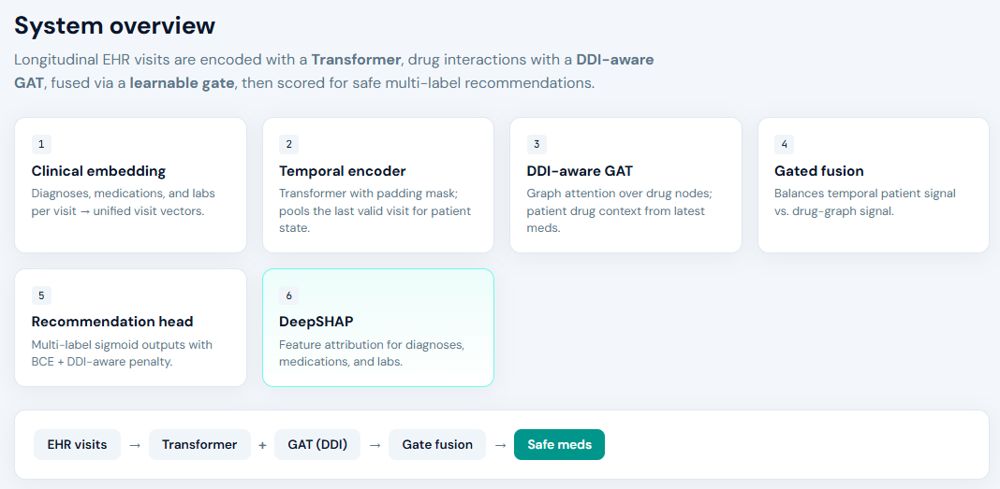 System overview
Longitudinal EHR visits are encoded with a Transformer, drug interactions with a DDI-aware
GAT, fused via a learnable gate, then scored for safe multi-label recommendations.
1
Clinical embedding
Diagnoses, medications, and labs
per visit → unified visit vectors.
2
Temporal encoder
Transformer with padding mask;
pools the last valid visit for patient
state.
3
DDI-aware GAT
Graph attention over drug nodes;
patient drug context from latest
meds.
4
Gated fusion
Balances temporal patient signal
vs. drug-graph signal.
5
Recommendation head
Multi-label sigmoid outputs with
BCE + DDI-aware penalty.
6
DeepSHAP
Feature attribution for diagnoses,
medications, and labs.
EHR visits → Transformer + GAT (DDI) → Gate fusion → Safe meds